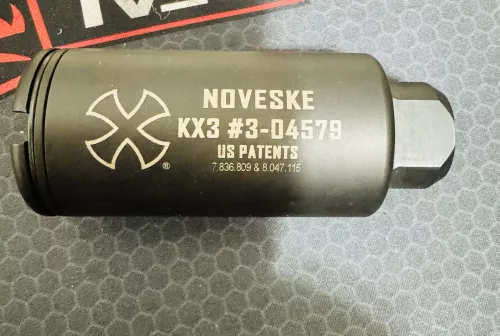 NOVESKE
KX3 #3-04579
US PATENTS
7,836,809 & 8,047,115
®